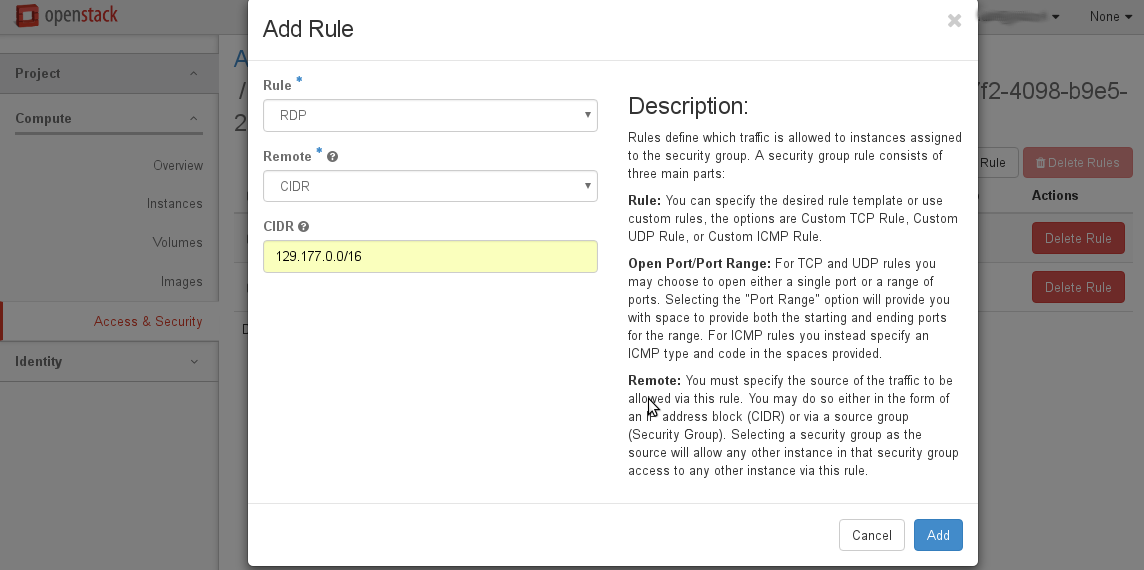 openstack
None
Project
Compute
Overview
Instances
Volumes
Images
Access & Security
Identity
A
/
2
f2-4098-b9e5-
Rule
Delete Rules
Actions
Delete Rule
Delete Rule
Add Rule
×
Rule *
RDP
Remote *
CIDR
CIDR
129.177.0.0/16
Description:
Rules define which traffic is allowed to instances assigned
to the security group. A security group rule consists of
three main parts:
Rule: You can specify the desired rule template or use
custom rules, the options are Custom TCP Rule, Custom
UDP Rule, or Custom ICMP Rule.
Open Port/Port Range: For TCP and UDP rules you
may choose to open either a single port or a range of
ports. Selecting the "Port Range" option will provide you
with space to provide both the starting and ending ports
for the range. For ICMP rules you instead specify an
ICMP type and code in the spaces provided.
Remote: You must specify the source of the traffic to be
allowed via this rule. You may do so either in the form of
an IP address block (CIDR) or via a source group
(Security Group). Selecting a security group as the
source will allow any other instance in that security group
access to any other instance via this rule.
Cancel
Add